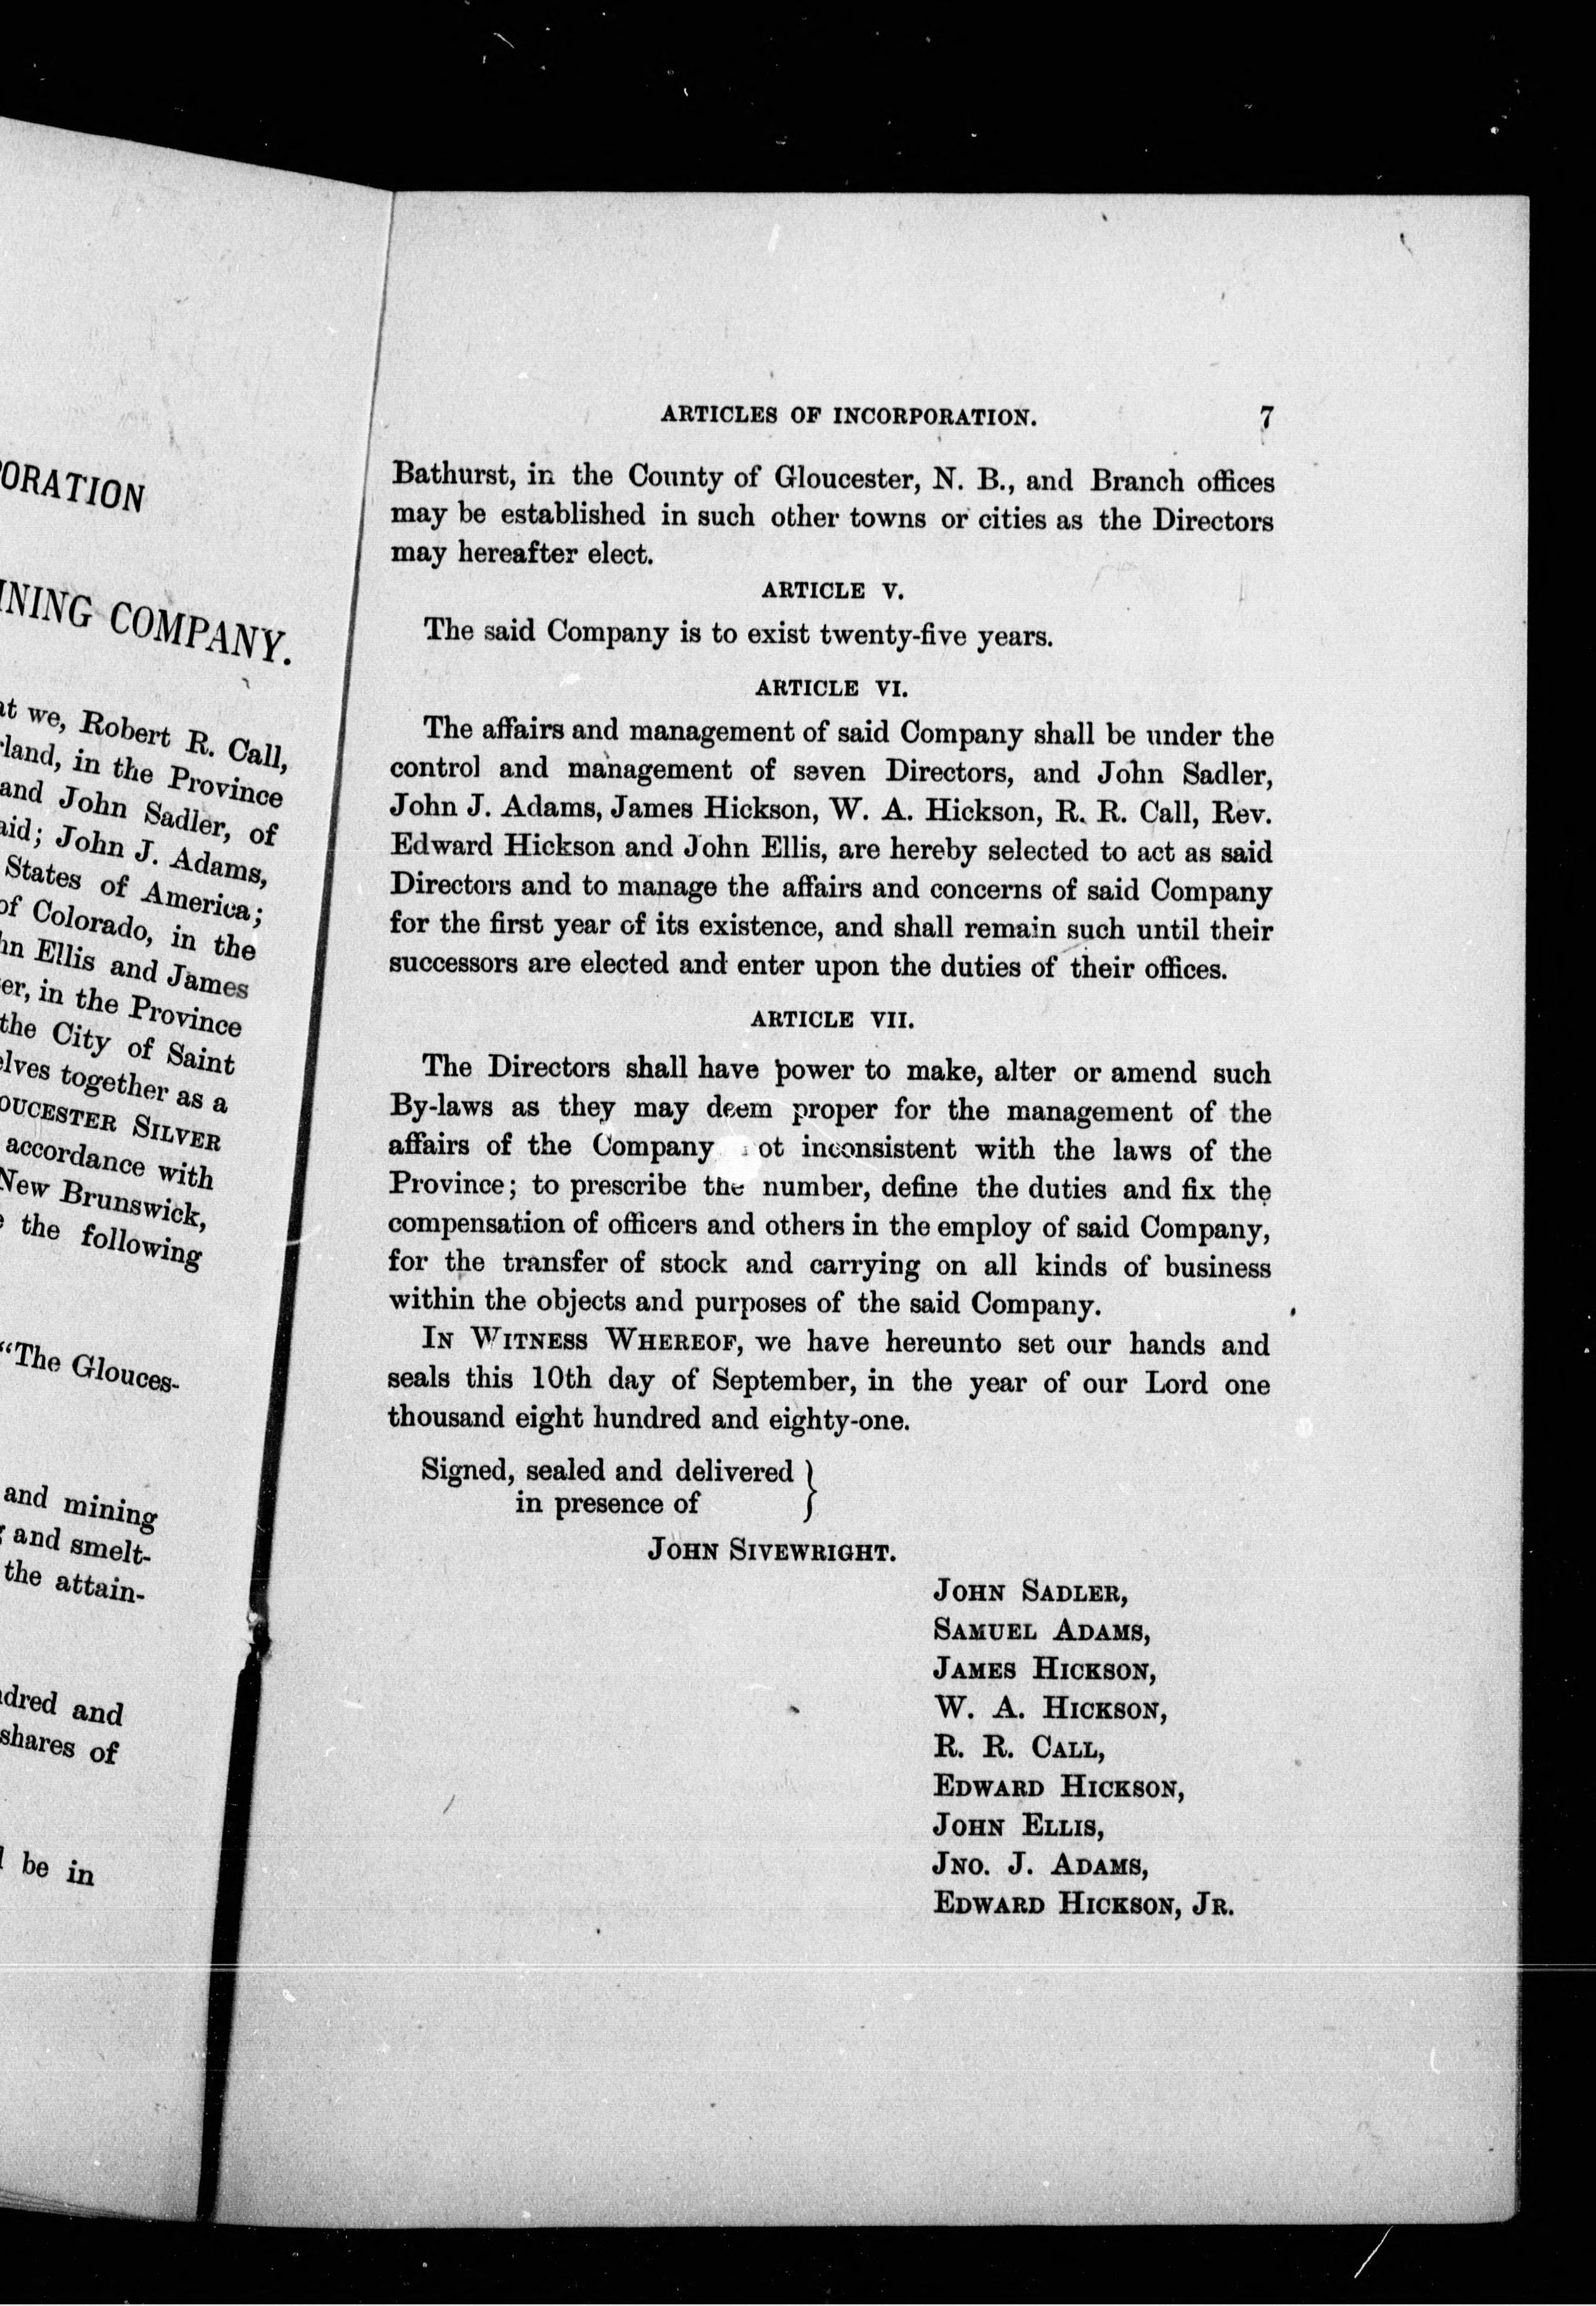 ORATION
NING COMPANY.
we, Robert R. Call,
land, in the Province
and John Sadler, of
aid; John J. Adams,
States of America;
of Colorado, in the
hn Ellis and James
er, in the Province
the City of Saint
elves together as a
OUCESTER SILVER
accordance with
New Brunswick,
the following
"The Glouces-
and mining
and smelt-
the attain-
dred and
shares of
be in
ARTICLES OF INCORPORATION. 7
Bathurst, in the County of Gloucester, N. B., and Branch offices
may be established in such other towns or cities as the Directors
may hereafter elect.
ARTICLE V.
The said Company is to exist twenty-five years.
ARTICLE VI.
The affairs and management of said Company shall be under the
control and management of seven Directors, and John Sadler,
John J. Adams, James Hickson, W. A. Hickson, R. R. Call, Rev.
Edward Hickson and John Ellis, are hereby selected to act as said
Directors and to manage the affairs and concerns of said Company
for the first year of its existence, and shall remain such until their
successors are elected and enter upon the duties of their offices.
ARTICLE VII.
The Directors shall have power to make, alter or amend such
By-laws as they may deem proper for the management of the
affairs of the Company ot inconsistent with the laws of the
Province; to prescribe the number, define the duties and fix the
compensation of officers and others in the employ of said Company,
for the transfer of stock and carrying on all kinds of business
within the objects and purposes of the said Company.
IN WITNESS WHEREOF, we have hereunto set our hands and
seals this 10th day of September, in the year of our Lord one
thousand eight hundred and eighty-one.
Signed, sealed and delivered }
in presence of
JOHN SIVEWRIGHT.
JOHN SADLER,
SAMUEL ADAMS,
JAMES HICKSON,
W. A. HICKSON,
R. R. CALL,
EDWARD HICKSON,
JOHN ELLIS,
JNO. J. ADAMS,
EDWARD HICKSON, JR.